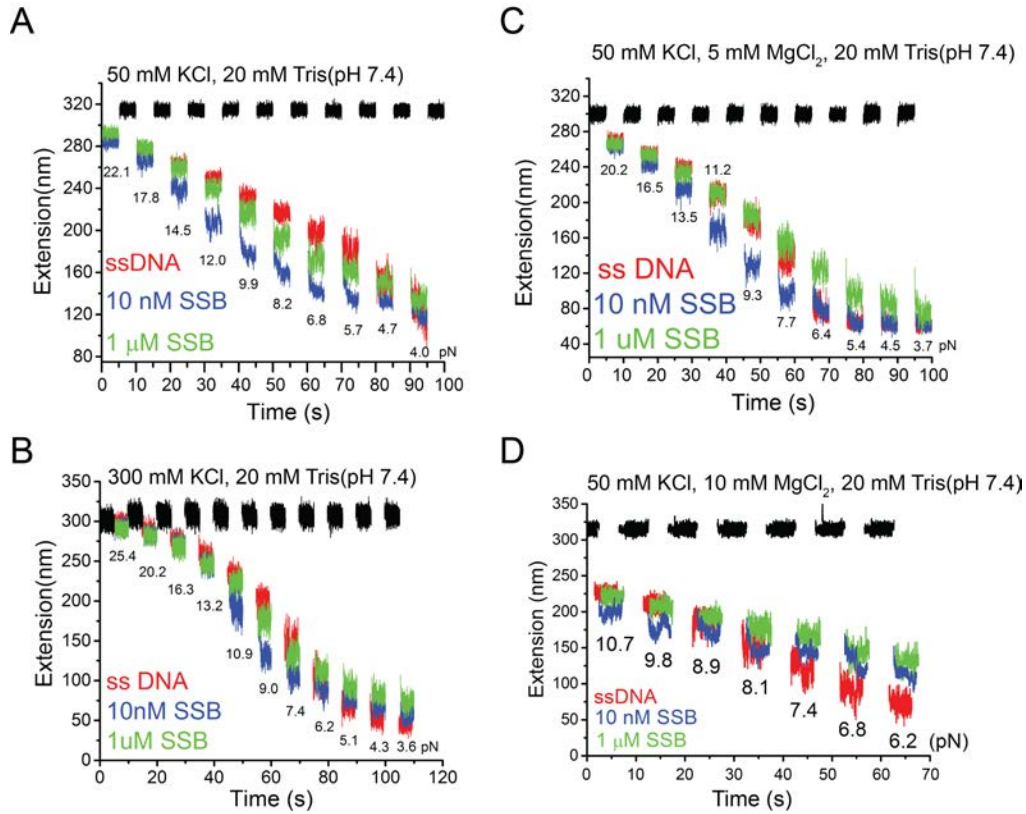 A
50 mM KCl, 20 mM Tris(pH 7.4)
Extension(nm)
320
280
240
200
160
120
80
22.1
17.8
14.5
12.0
9.9
8.2
6.8
5.7
4.7
4.0 pN
ssDNA
10 nM SSB
1 μM SSB
0 10 20 30 40 50 60 70 80 90 100
Time (s)
C
50 mM KCl, 5 mM MgCl2, 20 mM Tris(pH 7.4)
Extension(nm)
320
280
240
200
160
120
80
40
20.2
16.5
13.5
11.2
9.3
7.7
6.4
5.4
4.5
3.7 pN
ss DNA
10 nM SSB
1 uM SSB
0 10 20 30 40 50 60 70 80 90 100
Time (s)
B
300 mM KCl, 20 mM Tris(pH 7.4)
Extension(nm)
350
300
250
200
150
100
50
0
25.4
20.2
16.3
13.2
10.9
9.0
7.4
6.2
5.1
4.3
3.6 pN
ss DNA
10nM SSB
1uM SSB
0 20 40 60 80 100 120
Time (s)
D
50 mM KCl, 10 mM MgCl2, 20 mM Tris(pH 7.4)
Extension (nm)
350
300
250
200
150
100
50
0
10.7
9.8
8.9
8.1
7.4
6.8
6.2 (pN)
ssDNA
10 nM SSB
1 μM SSB
0 10 20 30 40 50 60 70
Time (s)